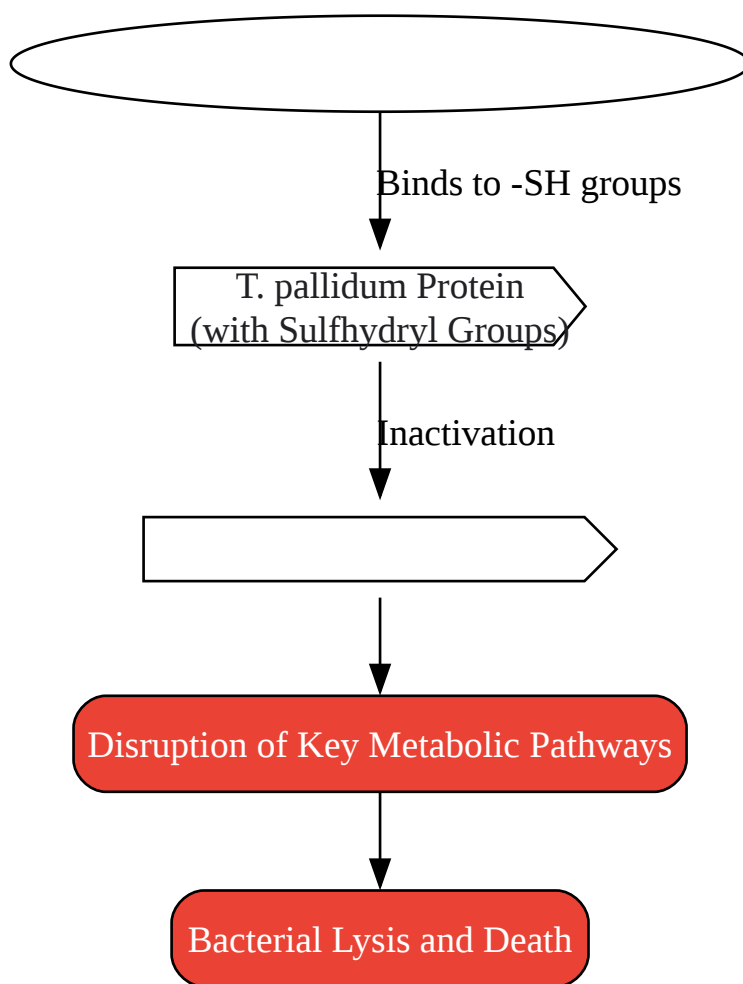 Binds to -SH groups
T. pallidum Protein
(with Sulfhydryl Groups)
Inactivation
Disruption of Key Metabolic Pathways
Bacterial Lysis and Death